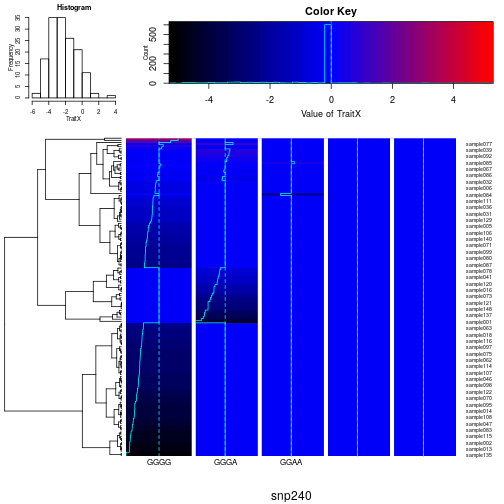 Histogram
Frequency
0 5 10 15 20 25 30 35
-6 -4 -2 0 2 4
TraitX
Color Key
Count
0 200 500
-4 -2 0 2 4
Value of TraitX
sample077
sample039
sample092
sample085
sample067
sample086
sample032
sample006
sample084
sample111
sample036
sample031
sample129
sample005
sample106
sample140
sample071
sample099
sample080
sample087
sample078
sample041
sample120
sample016
sample073
sample121
sample148
sample137
sample001
sample063
sample018
sample116
sample097
sample075
sample062
sample114
sample107
sample046
sample098
sample122
sample070
sample095
sample014
sample108
sample047
sample083
sample115
sample002
sample013
sample135
GGGG GGGA GGAA
snp240